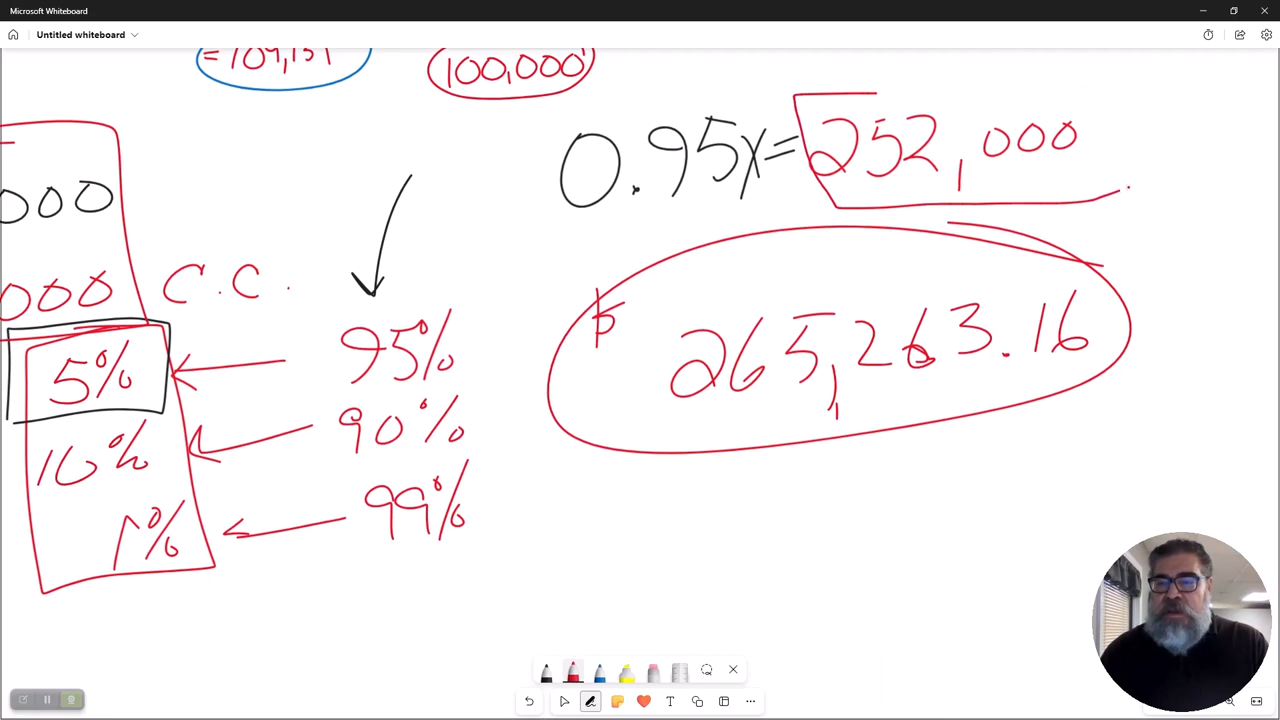 Microsoft Whiteboard
Untitled whiteboard
= 109,151
100,000
0.95x = 252,000
000
000 C.C.
$ 265,263.16
5% 95%
10% 90%
1% 99%